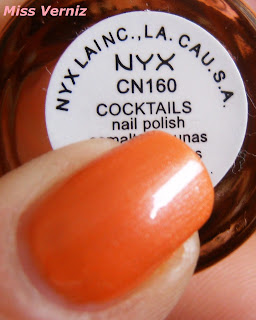 Miss Verniz
NYX LA INC., L.A. CA U.S.A.
NYX
CN160
COCKTAILS
nail polish